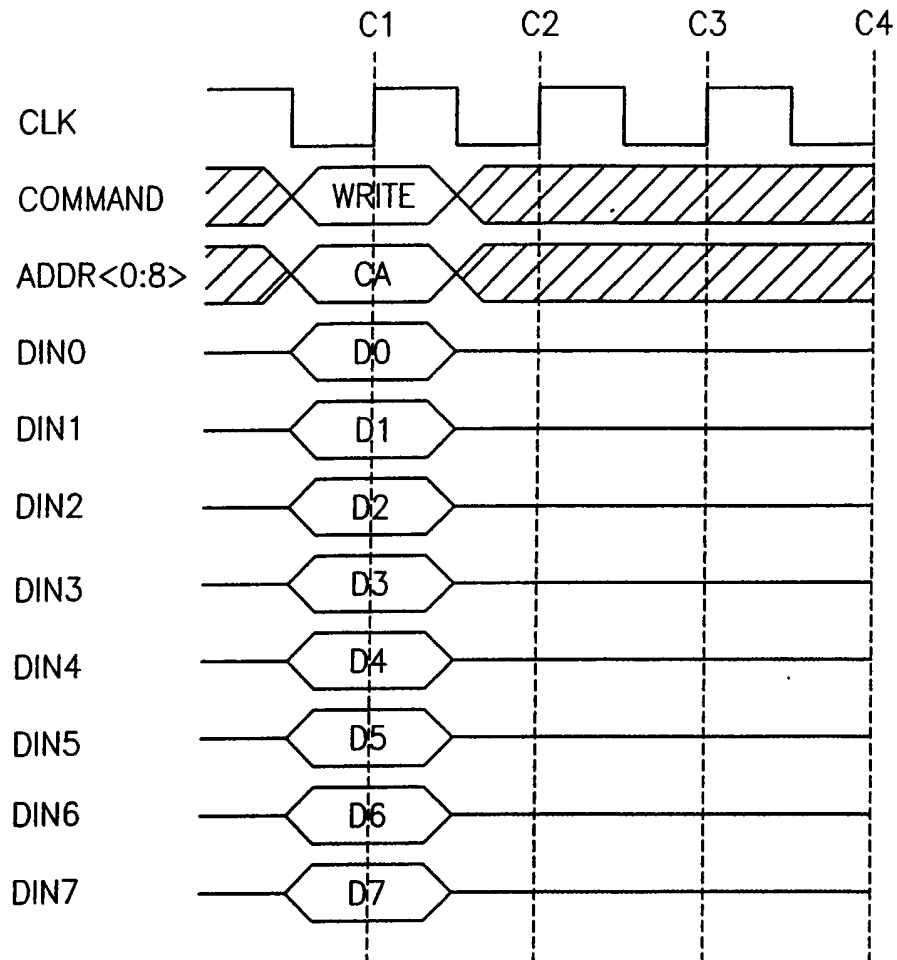 C1 C2 C3 C4
CLK
COMMAND WRITE
ADDR<0:8> CA
DIN0 D0
DIN1 D1
DIN2 D2
DIN3 D3
DIN4 D4
DIN5 D5
DIN6 D6
DIN7 D7